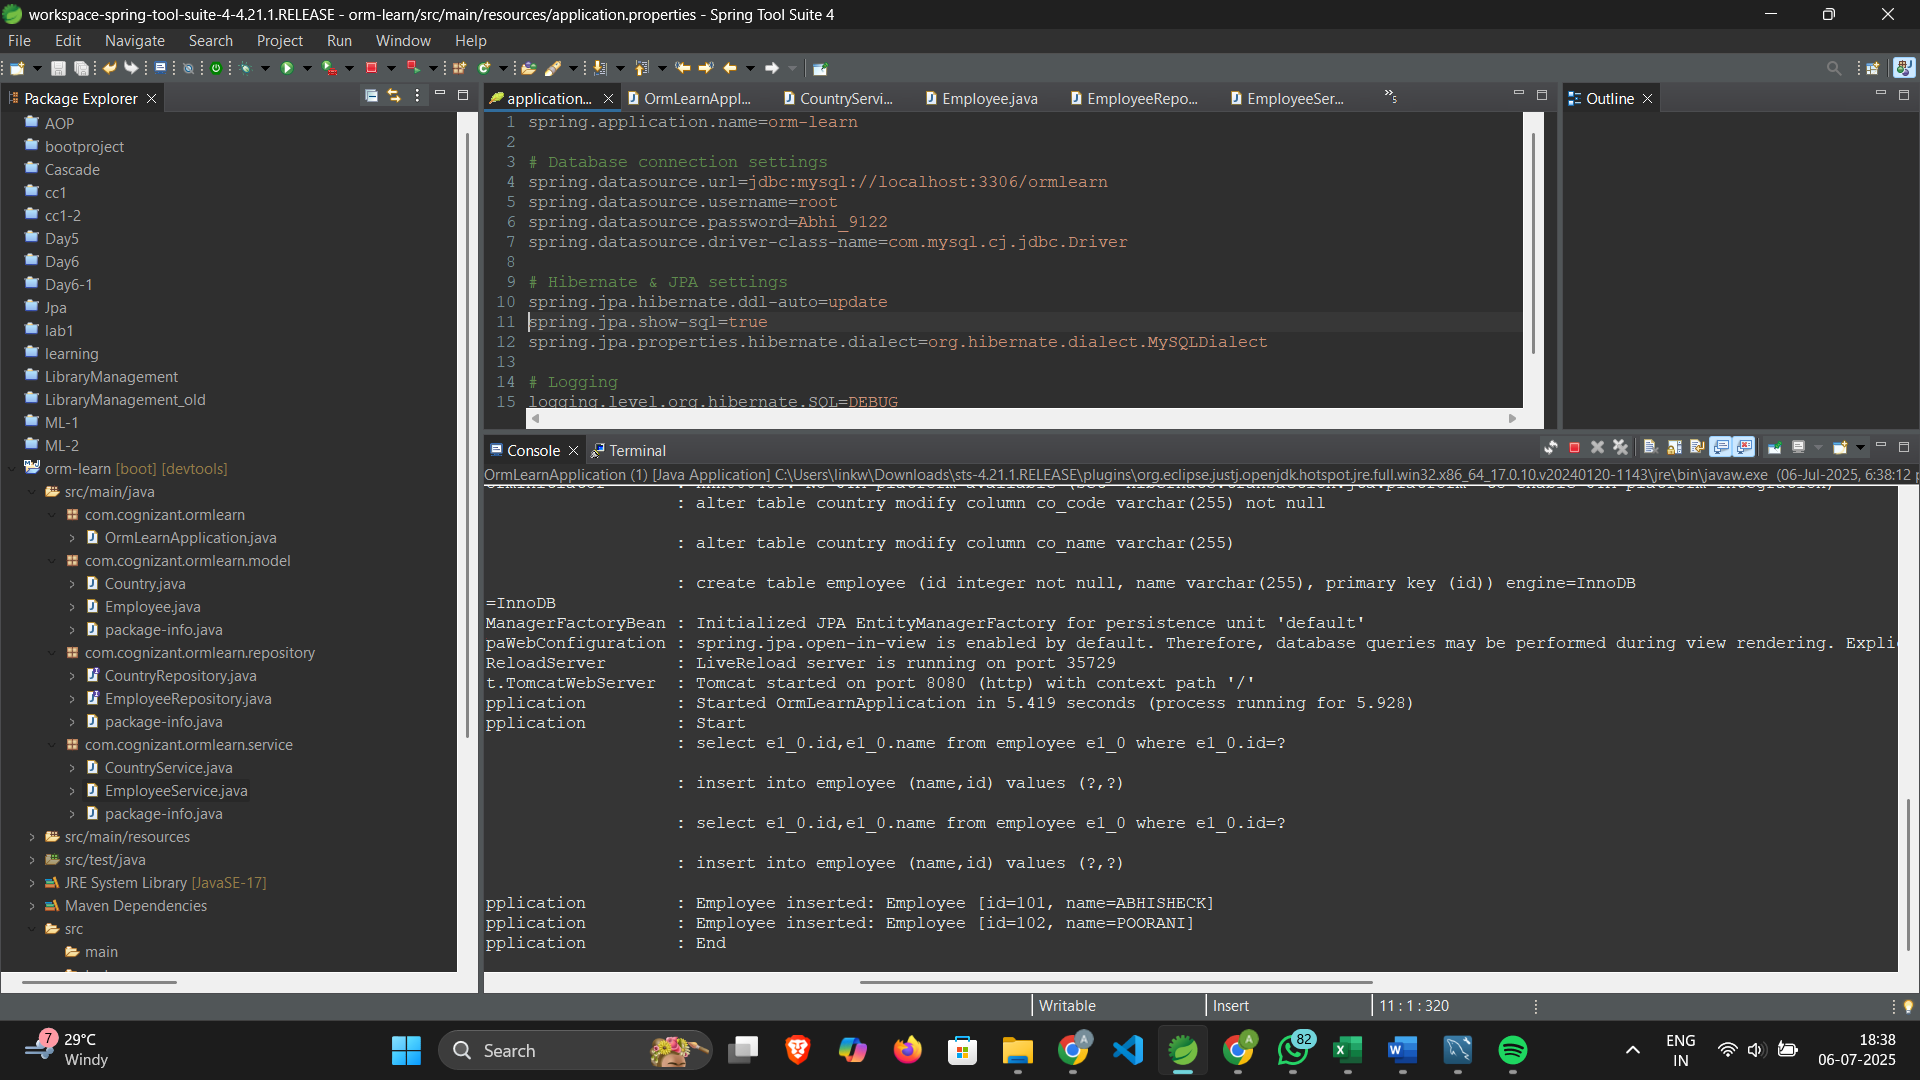 workspace-spring-tool-suite-4-4.21.1.RELEASE - orm-learn/src/main/resources/application.properties - Spring Tool Suite 4
File Edit Navigate Search Project Run Window Help
Package Explorer
AOP
bootproject
Cascade
cc1
cc1-2
Day5
Day6
Day6-1
Jpa
lab1
learning
LibraryManagement
LibraryManagement_old
ML-1
ML-2
orm-learn [boot] [devtools]
src/main/java
com.cognizant.ormlearn
OrmLearnApplication.java
com.cognizant.ormlearn.model
Country.java
Employee.java
package-info.java
com.cognizant.ormlearn.repository
CountryRepository.java
EmployeeRepository.java
package-info.java
com.cognizant.ormlearn.service
CountryService.java
EmployeeService.java
package-info.java
src/main/resources
src/test/java
JRE System Library [JavaSE-17]
Maven Dependencies
src
main
application... OrmLearnAppl... CountryServi... Employee.java EmployeeRepo... EmployeeSer... »5
1 spring.application.name=orm-learn
2
3 # Database connection settings
4 spring.datasource.url=jdbc:mysql://localhost:3306/ormlearn
5 spring.datasource.username=root
6 spring.datasource.password=Abhi_9122
7 spring.datasource.driver-class-name=com.mysql.cj.jdbc.Driver
8
9 # Hibernate & JPA settings
10 spring.jpa.hibernate.ddl-auto=update
11 spring.jpa.show-sql=true
12 spring.jpa.properties.hibernate.dialect=org.hibernate.dialect.MySQLDialect
13
14 # Logging
15 logging.level.org.hibernate.SQL=DEBUG
Outline
Console Terminal
OrmLearnApplication (1) [Java Application] C:\Users\linkw\Downloads\sts-4.21.1.RELEASE\plugins\org.eclipse.justj.openjdk.hotspot.jre.full.win32.x86_64_17.0.10.v20240120-1143\jre\bin\javaw.exe (06-Jul-2025, 6:38:12 p
: alter table country modify column co_code varchar(255) not null
: alter table country modify column co_name varchar(255)
: create table employee (id integer not null, name varchar(255), primary key (id)) engine=InnoDB
=InnoDB
ManagerFactoryBean : Initialized JPA EntityManagerFactory for persistence unit 'default'
paWebConfiguration : spring.jpa.open-in-view is enabled by default. Therefore, database queries may be performed during view rendering. Expli
ReloadServer : LiveReload server is running on port 35729
t.TomcatWebServer : Tomcat started on port 8080 (http) with context path '/'
pplication : Started OrmLearnApplication in 5.419 seconds (process running for 5.928)
pplication : Start
: select e1_0.id,e1_0.name from employee e1_0 where e1_0.id=?
: insert into employee (name,id) values (?,?)
: select e1_0.id,e1_0.name from employee e1_0 where e1_0.id=?
: insert into employee (name,id) values (?,?)
pplication : Employee inserted: Employee [id=101, name=ABHISHECK]
pplication : Employee inserted: Employee [id=102, name=POORANI]
pplication : End
Writable Insert 11 : 1 : 320
7 29°C
Windy
Search
82
ENG
IN
18:38
06-07-2025